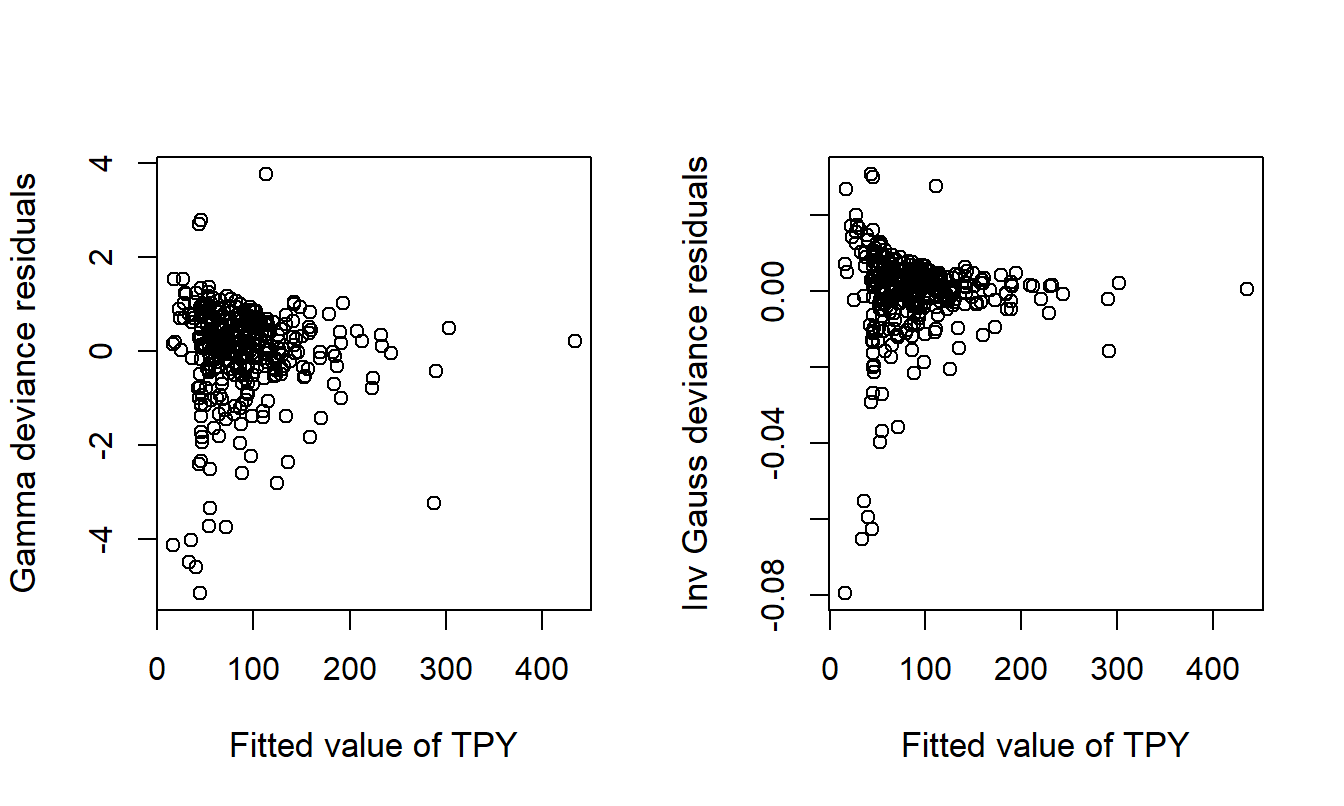 Gamma deviance residuals
4
2
0
-2
-4
0 100 200 300 400
Fitted value of TPY
Inv Gauss deviance residuals
0.00
-0.04
-0.08
0 100 200 300 400
Fitted value of TPY